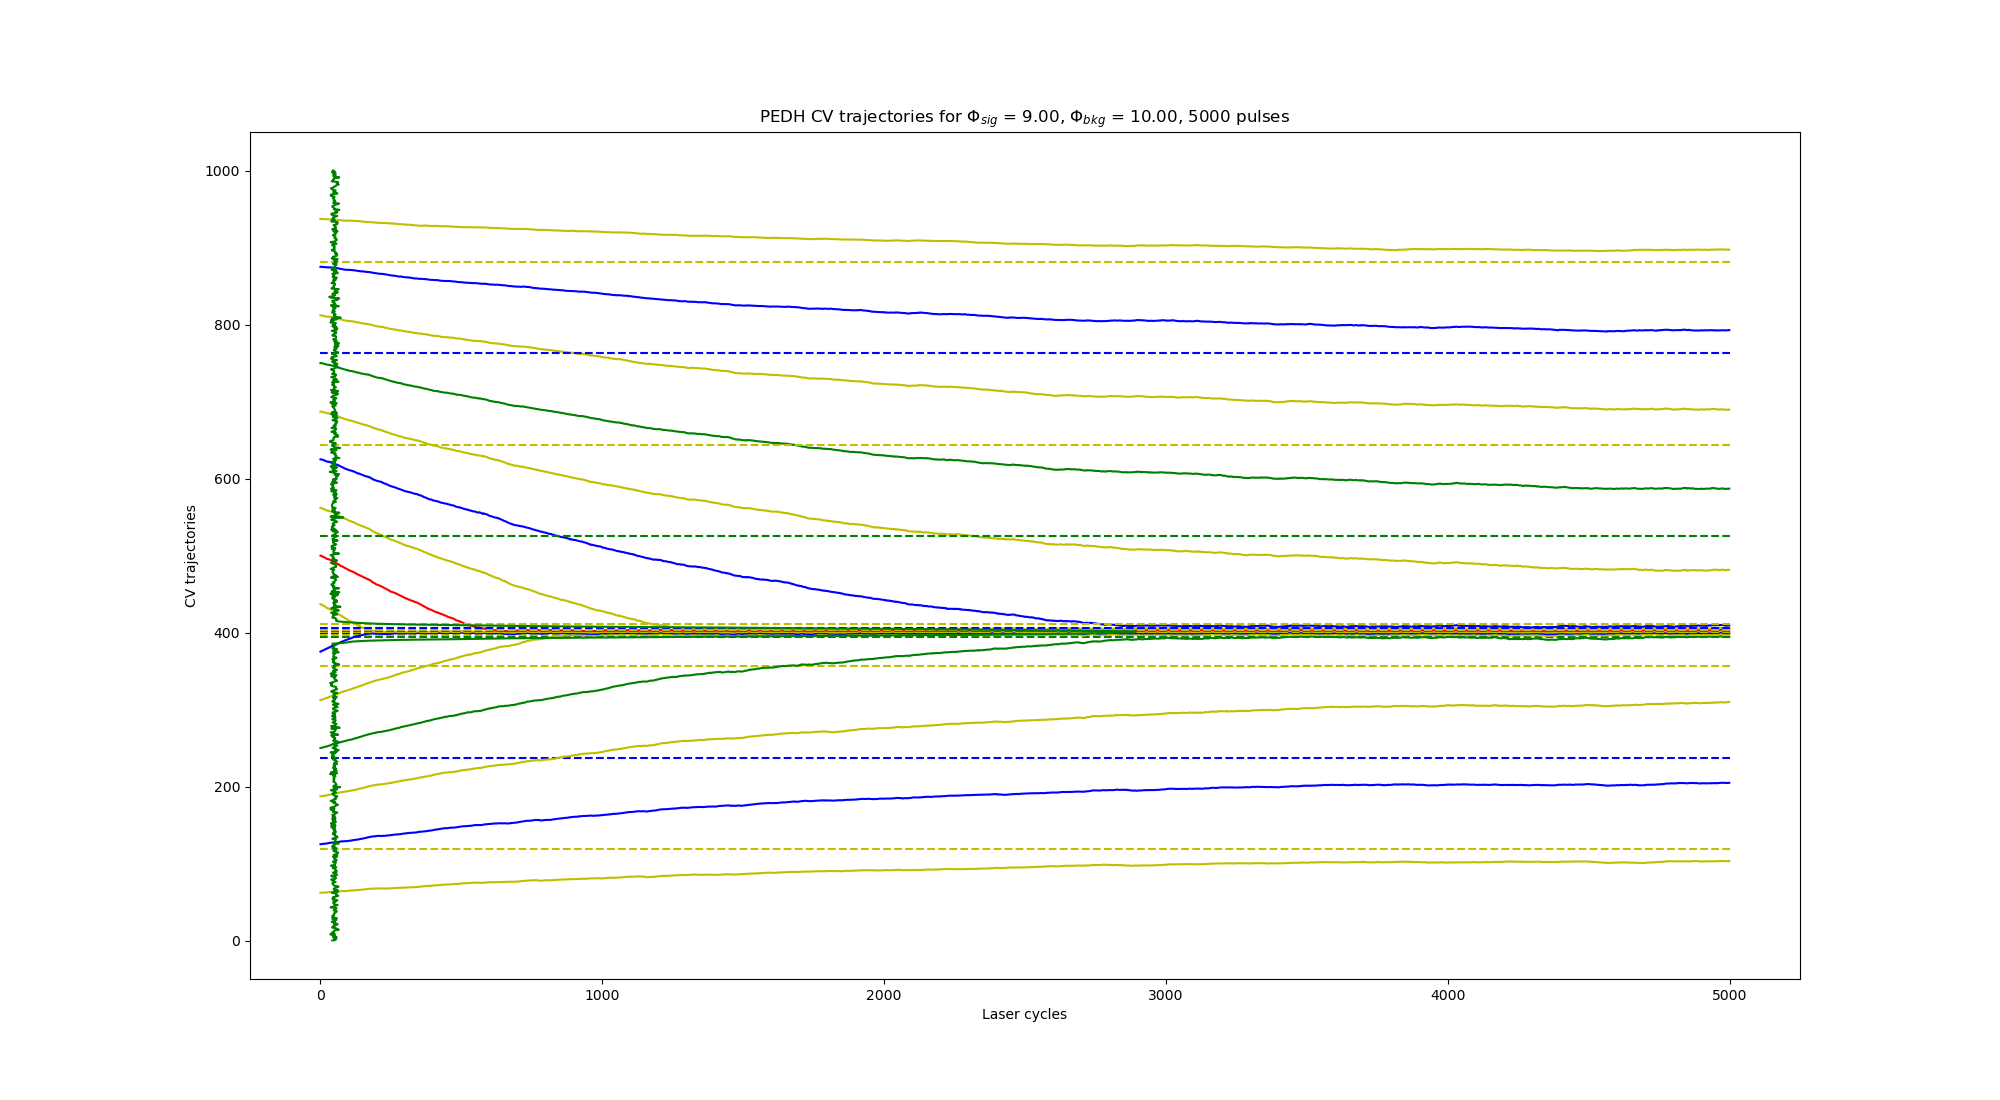 PEDH CV trajectories for Φsig = 9.00, Φbkg = 10.00, 5000 pulses
1000
800
600
400
200
0
CV trajectories
0 1000 2000 3000 4000 5000
Laser cycles